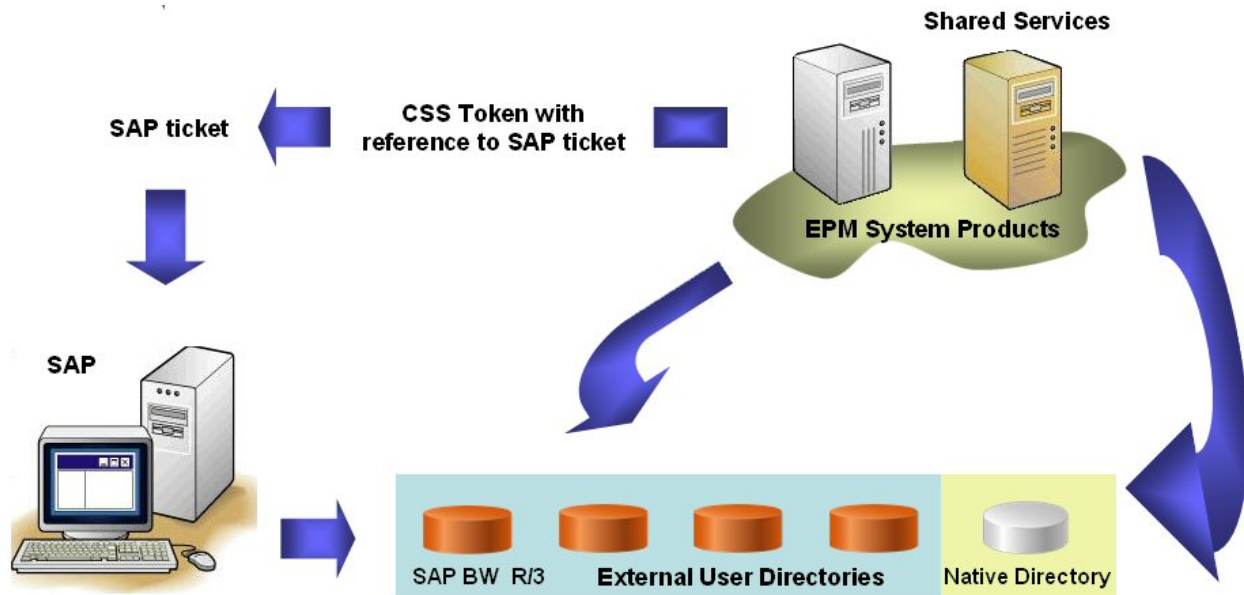 Shared Services
SAP ticket
CSS Token with
reference to SAP ticket
EPM System Products
SAP
SAP BW R/3
External User Directories
Native Directory